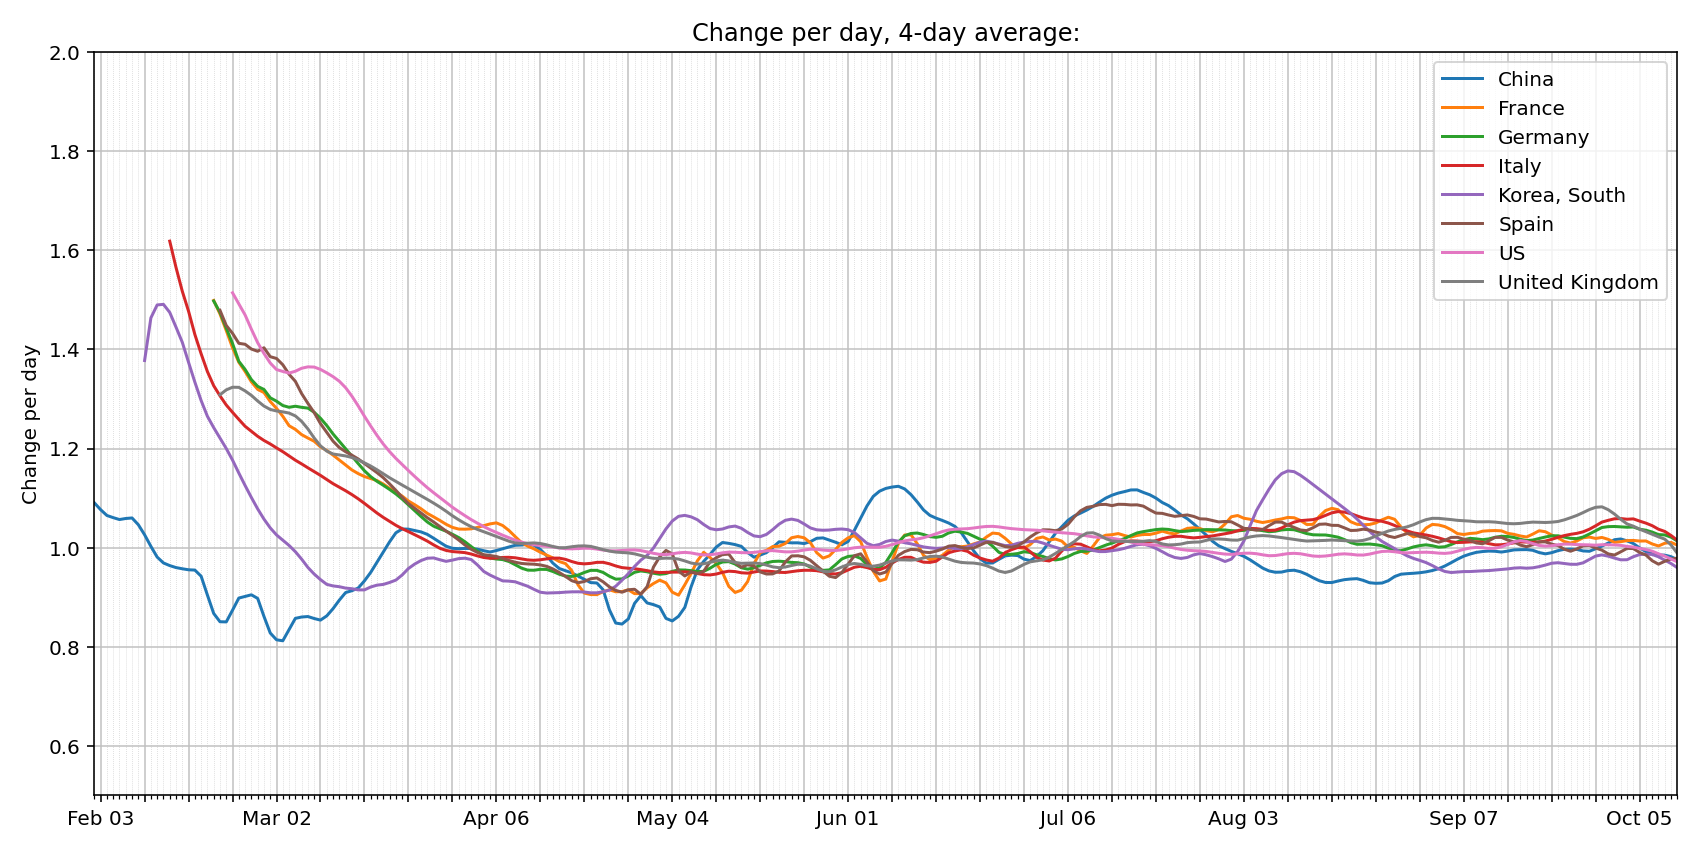 Change per day, 4-day average:
Change per day
2.0
1.8
1.6
1.4
1.2
1.0
0.8
0.6
China
France
Germany
Italy
Korea, South
Spain
US
United Kingdom
Feb 03 Mar 02 Apr 06 May 04 Jun 01 Jul 06 Aug 03 Sep 07 Oct 05